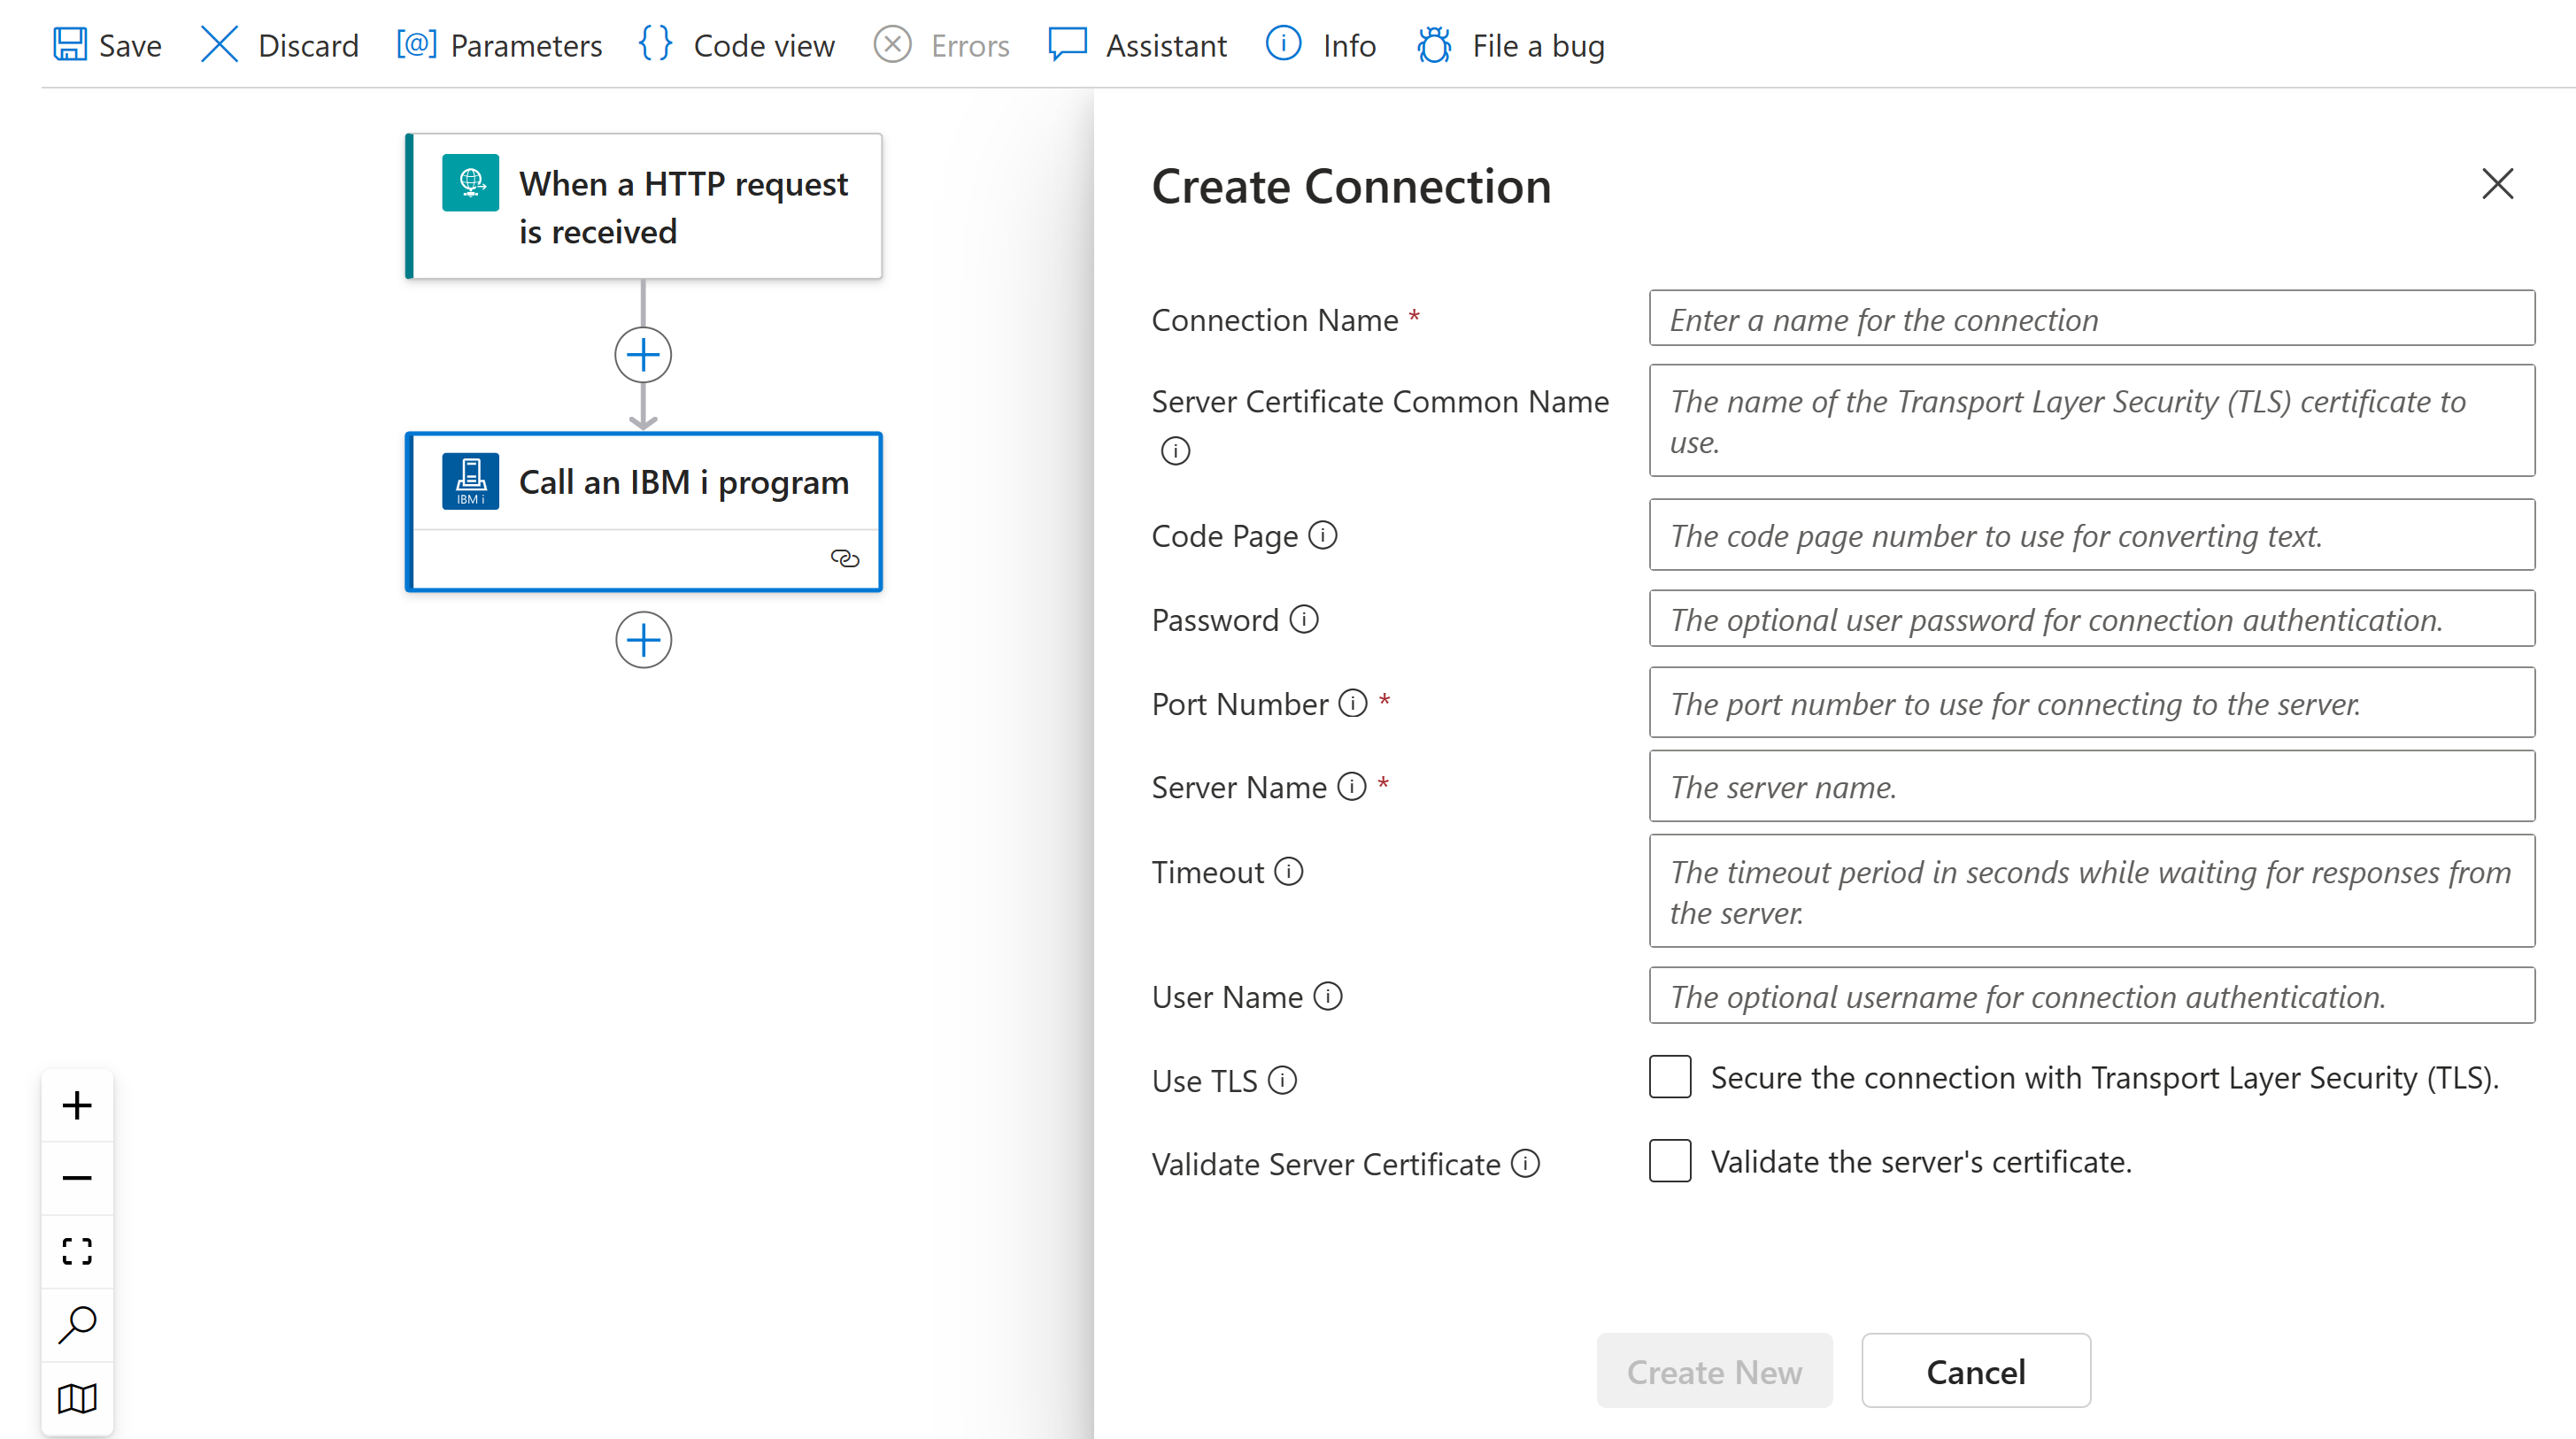 Save
Discard
[@] Parameters
{ } Code view
Errors
Assistant
Info
File a bug
When a HTTP request
is received
IBM i
Call an IBM i program
Create Connection
Connection Name *
Enter a name for the connection
Server Certificate Common Name
The name of the Transport Layer Security (TLS) certificate to
use.
Code Page
The code page number to use for converting text.
Password
The optional user password for connection authentication.
Port Number *
The port number to use for connecting to the server.
Server Name *
The server name.
Timeout
The timeout period in seconds while waiting for responses from
the server.
User Name
The optional username for connection authentication.
Use TLS
Secure the connection with Transport Layer Security (TLS).
Validate Server Certificate
Validate the server's certificate.
Create New
Cancel